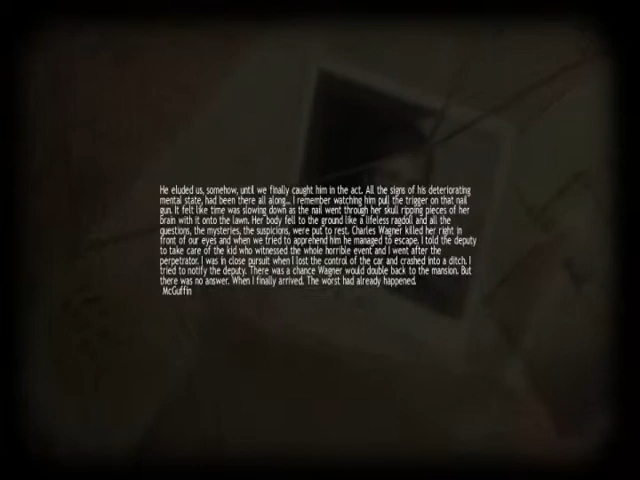 He eluded us, somehow, until we finally caught him in the act. All the signs of his deteriorating
mental state, had been there all along... I remember watching him pull the trigger on that nail
gun. It felt like time was slowing down as the nail went through her skull ripping pieces of her
brain with it onto the lawn. Her body fell to the ground like a lifeless ragdoll and all the
questions, the mysteries, the suspicions, were put to rest. Charles Wagner killed her right in
front of our eyes and when we tried to apprehend him he managed to escape. I told the deputy
to take care of the kid who witnessed the whole horrible event and I went after the
perpetrator. I was in close pursuit when I lost the control of the car and crashed into a ditch. I
tried to notify the deputy. There was a chance Wagner would double back to the mansion. But
there was no answer. When I finally arrived. The worst had already happened.
McGuffin